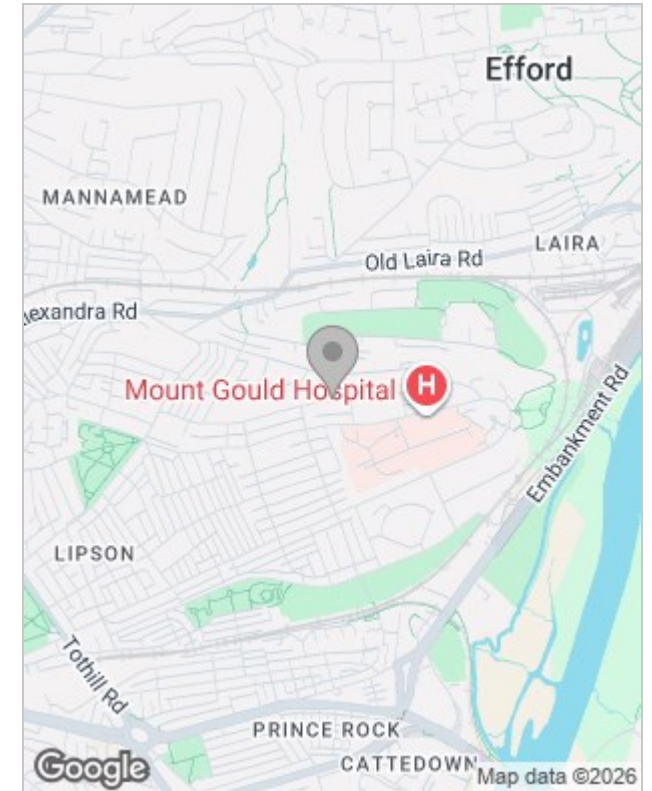 Efford
MANNAMEAD
LAIRA
Old Laira Rd
lexandra Rd
Mount Gould Hospital
H
Embankment Rd
LIPSON
Tothill Rd
PRINCE ROCK
CATTEDOWN
Google
Map data ©2026